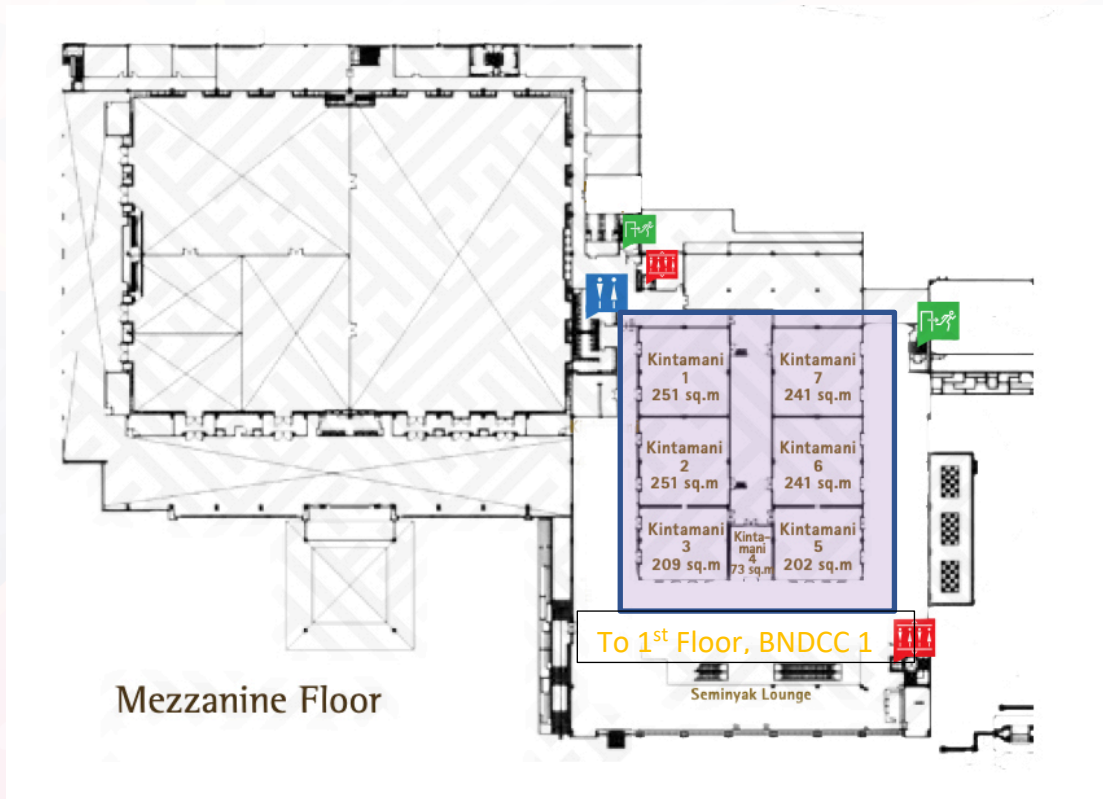 Kintamani
1
251 sq.m
Kintamani
7
241 sq.m
Kintamani
2
251 sq.m
Kintamani
6
241 sq.m
Kintamani
3
209 sq.m
Kinta-
mani
4
73 sq.m
Kintamani
5
202 sq.m
To 1st Floor, BNDCC 1
Seminyak Lounge
Mezzanine Floor